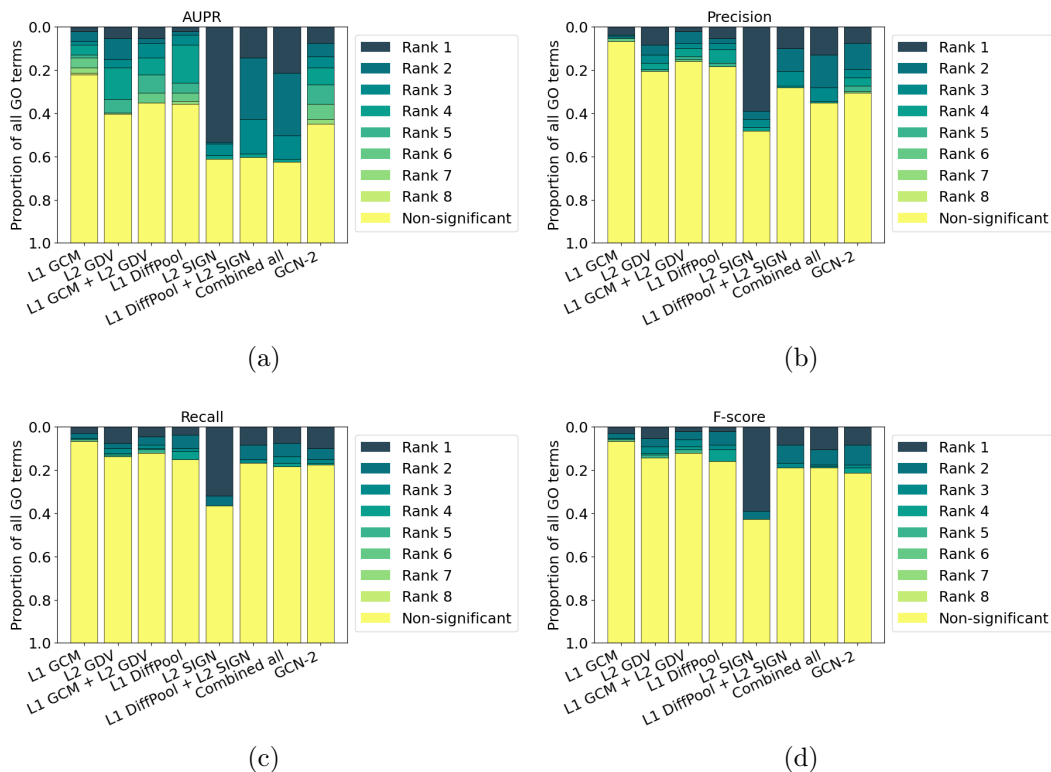 AUPR
Proportion of all GO terms
0.0
0.2
0.4
0.6
0.8
1.0
L1 GCM
L2 GDV
L1 GCM + L2 GDV
L1 DiffPool
L2 SIGN
L1 DiffPool + L2 SIGN
Combined all
GCN-2
Rank 1
Rank 2
Rank 3
Rank 4
Rank 5
Rank 6
Rank 7
Rank 8
Non-significant
(a)
Precision
Proportion of all GO terms
0.0
0.2
0.4
0.6
0.8
1.0
L1 GCM
L2 GDV
L1 GCM + L2 GDV
L1 DiffPool
L2 SIGN
L1 DiffPool + L2 SIGN
Combined all
GCN-2
Rank 1
Rank 2
Rank 3
Rank 4
Rank 5
Rank 6
Rank 7
Rank 8
Non-significant
(b)
Recall
Proportion of all GO terms
0.0
0.2
0.4
0.6
0.8
1.0
L1 GCM
L2 GDV
L1 GCM + L2 GDV
L1 DiffPool
L2 SIGN
L1 DiffPool + L2 SIGN
Combined all
GCN-2
Rank 1
Rank 2
Rank 3
Rank 4
Rank 5
Rank 6
Rank 7
Rank 8
Non-significant
(c)
F-score
Proportion of all GO terms
0.0
0.2
0.4
0.6
0.8
1.0
L1 GCM
L2 GDV
L1 GCM + L2 GDV
L1 DiffPool
L2 SIGN
L1 DiffPool + L2 SIGN
Combined all
GCN-2
Rank 1
Rank 2
Rank 3
Rank 4
Rank 5
Rank 6
Rank 7
Rank 8
Non-significant
(d)